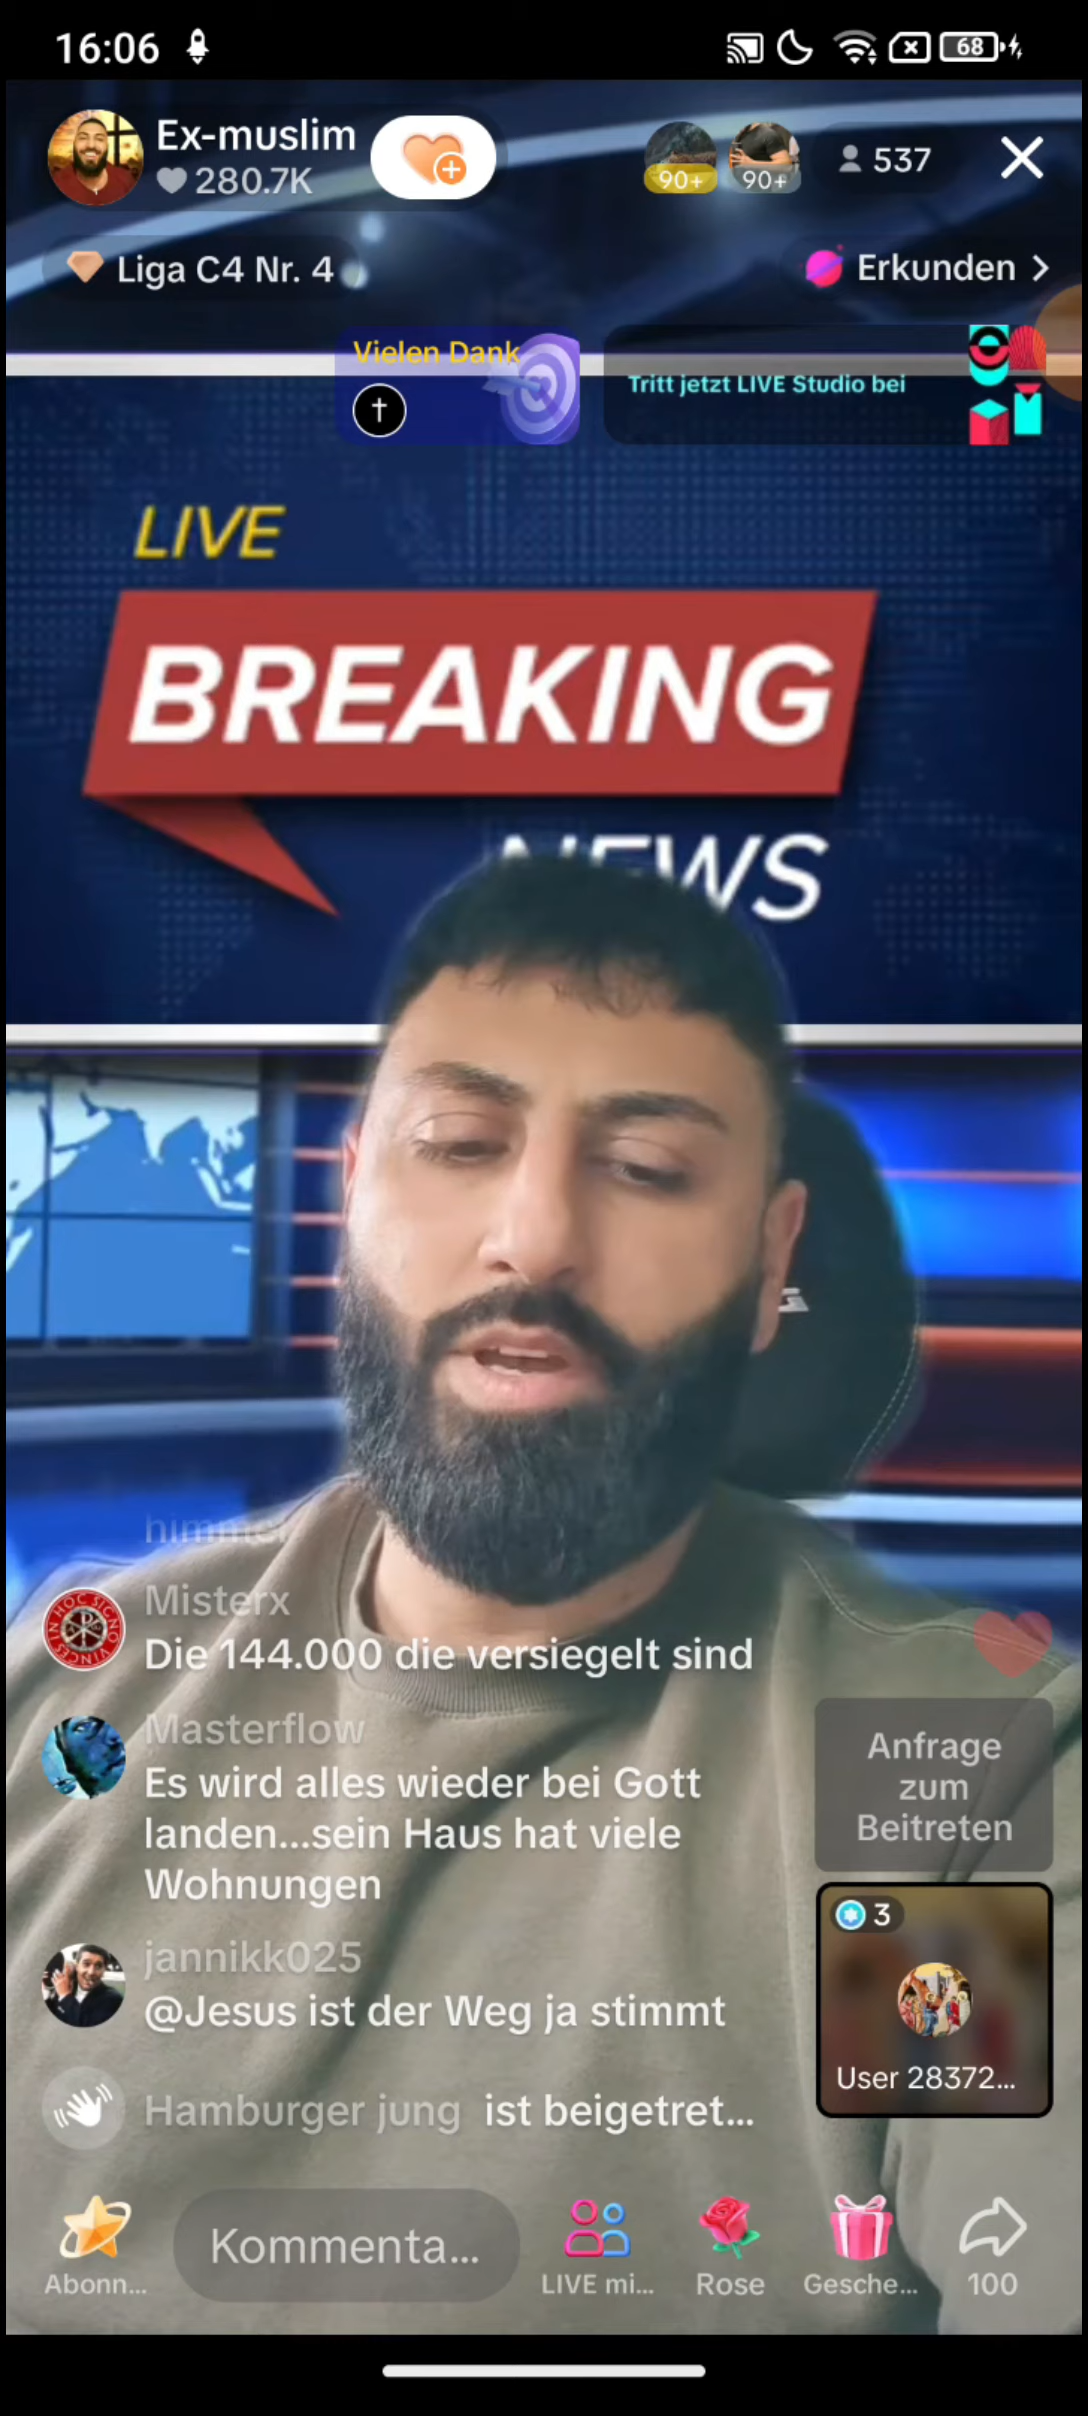 16:06
68
Ex-muslim
280.7K
90+
90+
537
Liga C4 Nr. 4
Erkunden >
Vielen Dank
Tritt jetzt LIVE Studio bei
LIVE
BREAKING
NEWS
Misterx
Die 144.000 die versiegelt sind
Masterflow
Es wird alles wieder bei Gott
landen...sein Haus hat viele
Wohnungen
jannikk025
@Jesus ist der Weg ja stimmt
Hamburger jung ist beigetret...
Anfrage
zum
Beitreten
3
User 28372...
Abonn...
Kommenta...
LIVE mi...
Rose
Gesche...
100